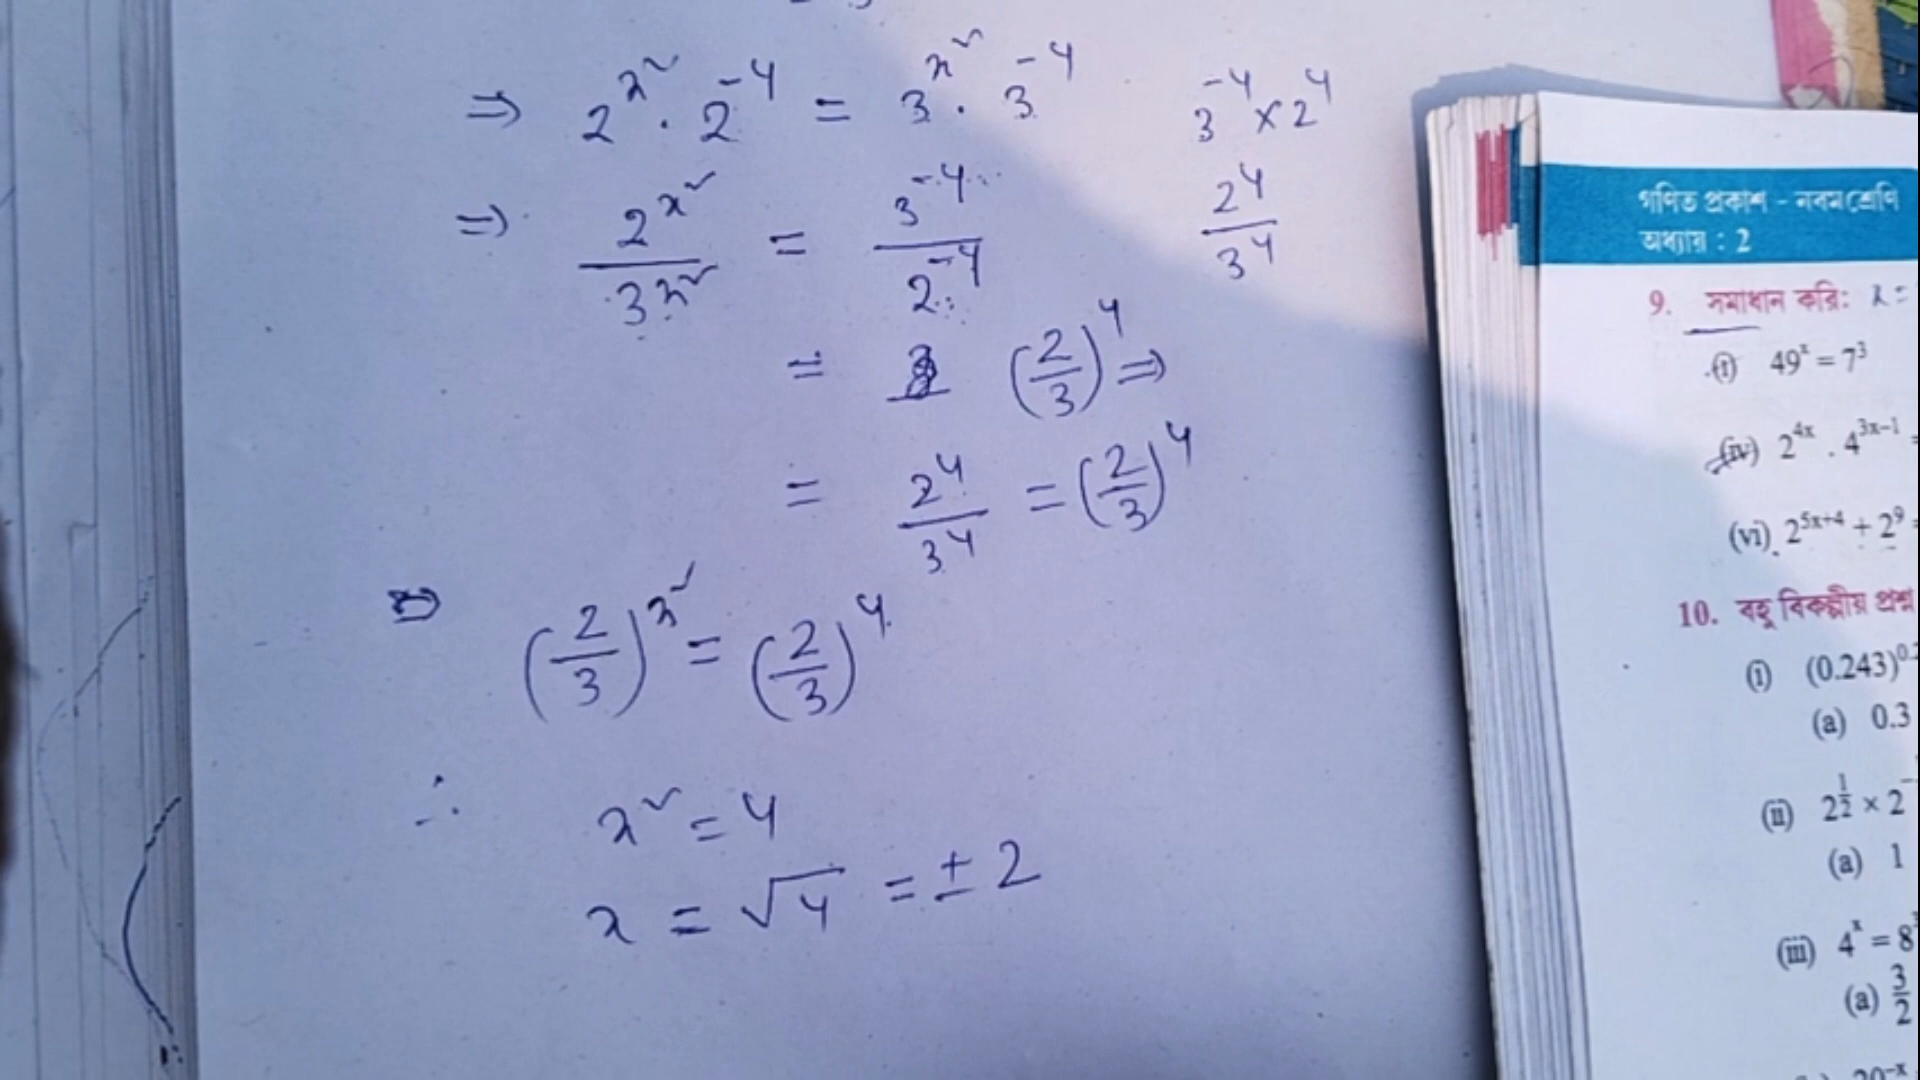 ⇒ 2^x² · 2^-4 = 3^x² · 3^-4
3^-4 × 2^4
⇒ 2^x² / 3^x² = 3^-4 / 2^-4
2^4 / 3^4
= (2/3)^4 ⇒
= 2^4 / 3^4 = (2/3)^4
⇒ (2/3)^x² = (2/3)^4
∴ x² = 4
x = √4 = ± 2
গণিত প্রকাশ - নবম শ্রেণি
অধ্যায় : 2
9. সমাধান করি:
(i) 49^x = 7^3
(iv) 2^4x . 4^3x-1 =
(vi) 2^5x+4 + 2^9 =
10. বহু বিকল্পীয় প্রশ্ন
(i) (0.243)^0.2
(a) 0.3
(ii) 2^1/2 × 2^-
(a) 1
(iii) 4^x = 8
(a) 3/2
20^-x